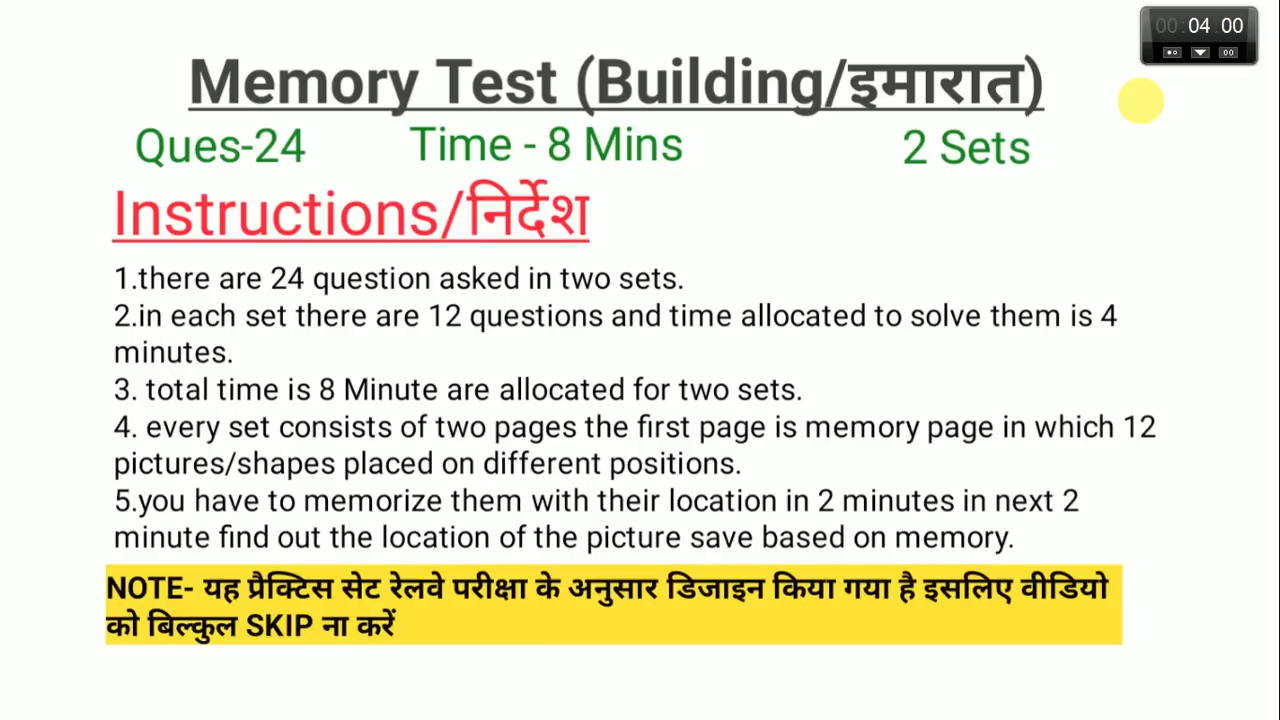 00:04.00
Memory Test (Building/इमारात)
Ques-24 Time - 8 Mins 2 Sets
Instructions/निर्देश
1.there are 24 question asked in two sets.
2.in each set there are 12 questions and time allocated to solve them is 4
minutes.
3. total time is 8 Minute are allocated for two sets.
4. every set consists of two pages the first page is memory page in which 12
pictures/shapes placed on different positions.
5.you have to memorize them with their location in 2 minutes in next 2
minute find out the location of the picture save based on memory.
NOTE- यह प्रैक्टिस सेट रेलवे परीक्षा के अनुसार डिजाइन किया गया है इसलिए वीडियो
को बिल्कुल SKIP ना करें